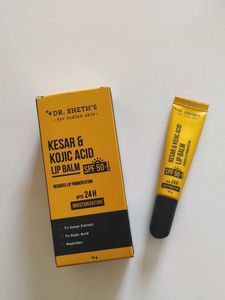 DR. SHETH'S
- for indian skin -
KESAR &
KOJIC ACID
LIP BALM
SPF 50+
REDUCES LIP PIGMENTATION
UPTO 24H
MOISTURIZATION
1% Kesar Extract
1% Kojic Acid
Peptides
10 g
KESAR &
KOJIC ACID
LIP BALM
SPF 50+
24H